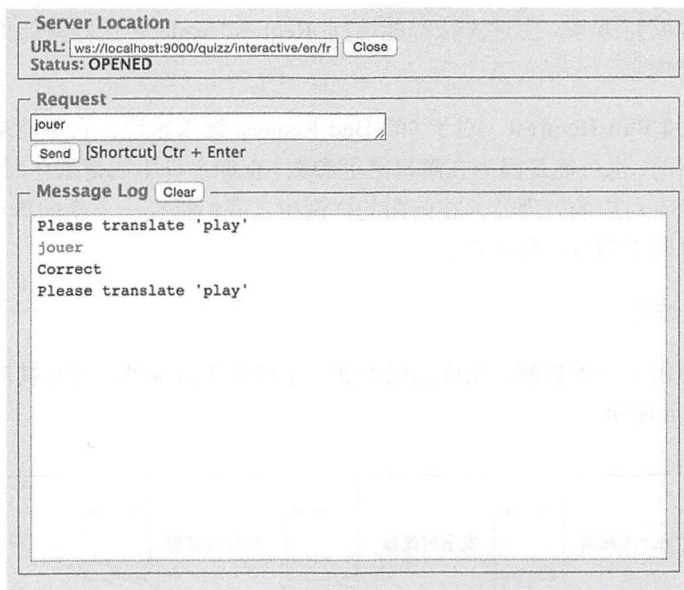 Server Location
URL: ws://localhost:9000/quizz/interactive/en/fr Close
Status: OPENED
Request
jouer
Send [Shortcut] Ctr + Enter
Message Log Clear
Please translate 'play'
jouer
Correct
Please translate 'play'